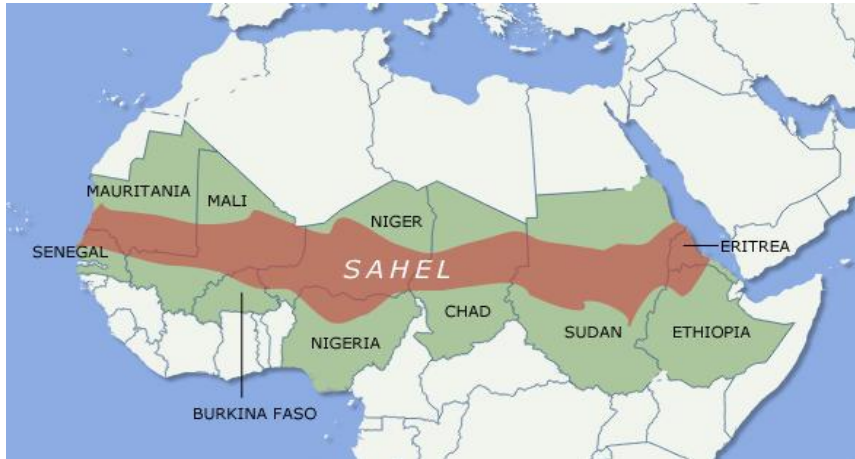 MAURITANIA
MALI
NIGER
SENEGAL
ERITREA
SAHEL
CHAD
SUDAN
ETHIOPIA
NIGERIA
BURKINA FASO